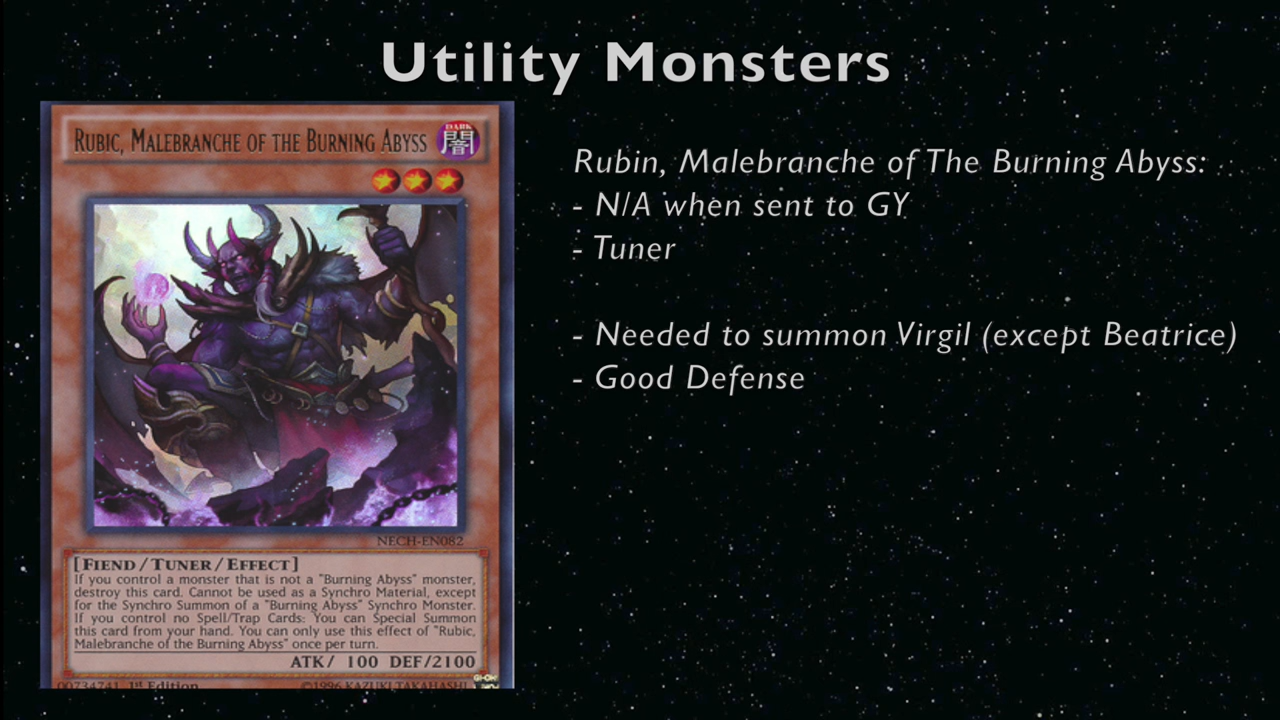 Utility Monsters
RUBIC, MALEBRANCHE OF THE BURNING ABYSS
DARK
闇
Rubin, Malebranche of The Burning Abyss:
- N/A when sent to GY
- Tuner
- Needed to summon Virgil (except Beatrice)
- Good Defense
NECH-EN082
[FIEND/TUNER/EFFECT]
If you control a monster that is not a "Burning Abyss" monster,
destroy this card. Cannot be used as a Synchro Material, except
for the Synchro Summon of a "Burning Abyss" Synchro Monster.
If you control no Spell/Trap Cards: You can Special Summon
this card from your hand. You can only use this effect of "Rubic,
Malebranche of the Burning Abyss" once per turn.
ATK/ 100 DEF/2100
00734741 1st Edition ©1996 KAZUKI TAKAHASHI